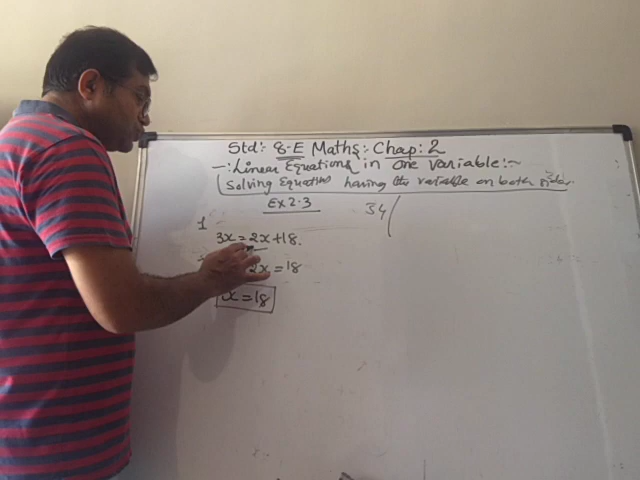 Std:- 8-E Maths:- Chap: 2
-: Linear Equations in one variable:-
Solving Equations having the variable on both sides.
Ex 2.3
34(
1
3x = 2x + 18.
2x = 18
x = 18